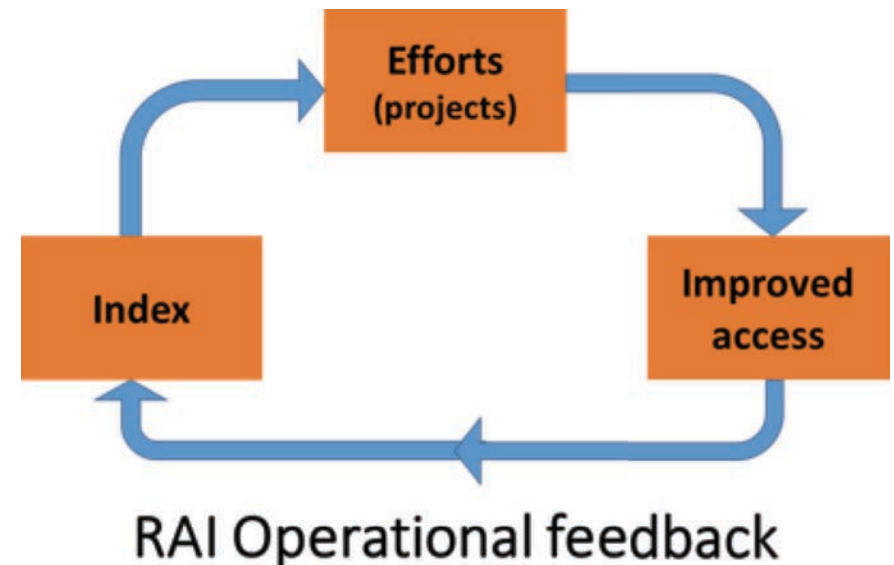 Efforts
(projects)
Index
Improved
access
RAI Operational feedback